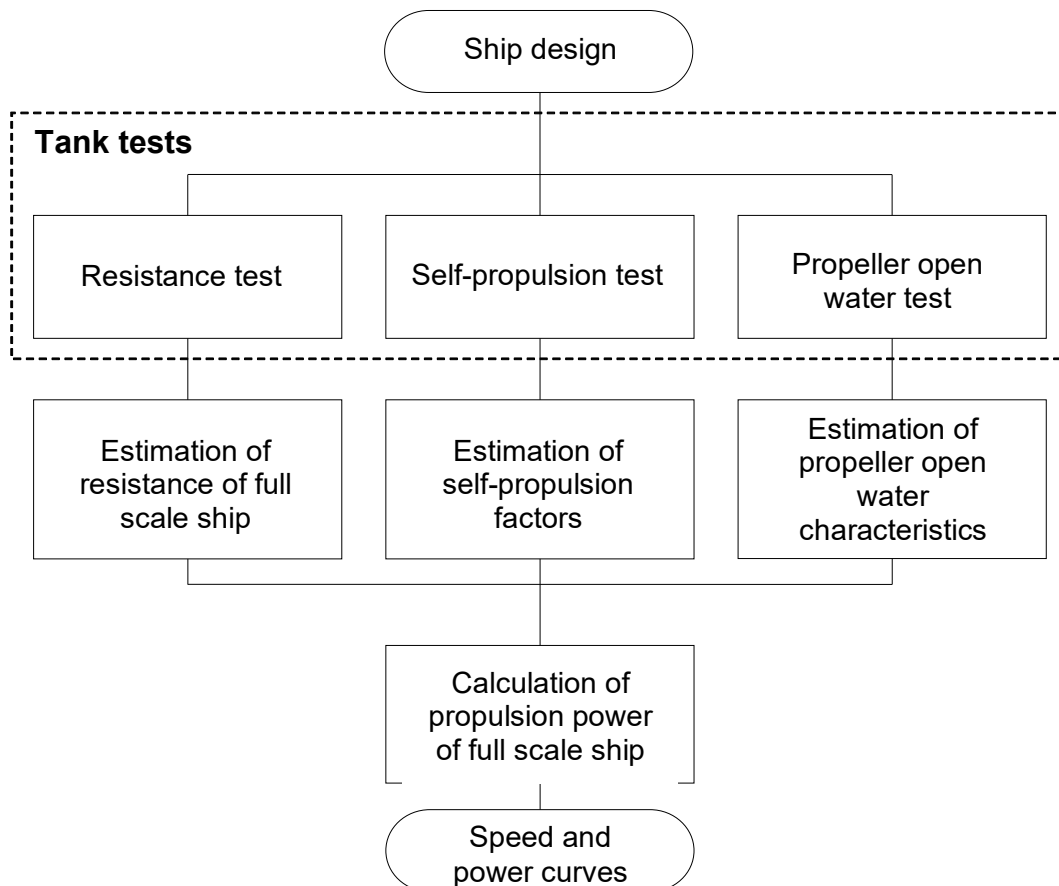 Ship design
Tank tests
Resistance test
Self-propulsion test
Propeller open
water test
Estimation of
resistance of full
scale ship
Estimation of
self-propulsion
factors
Estimation of
propeller open
water
characteristics
Calculation of
propulsion power
of full scale ship
Speed and
power curves